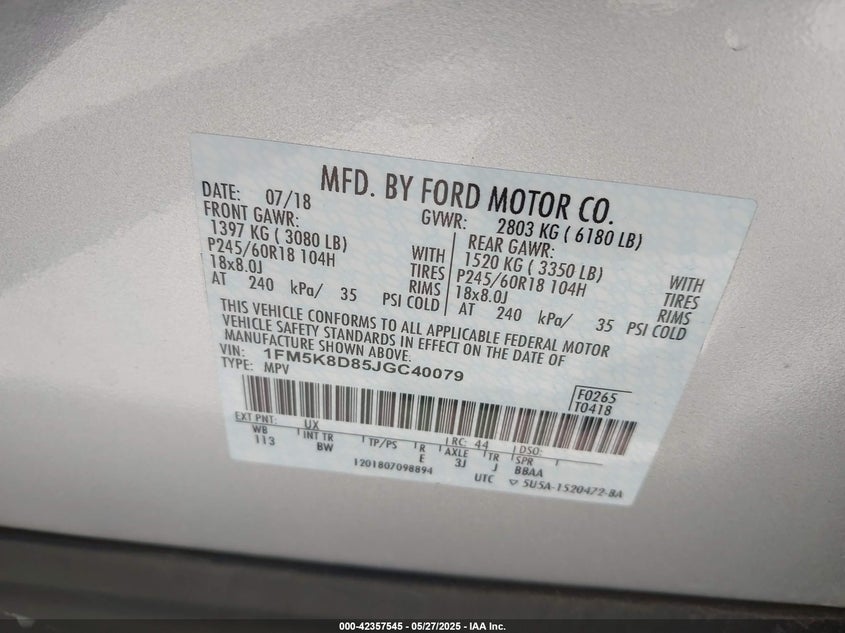 MFD. BY FORD MOTOR CO.
DATE: 07/18 GVWR: 2803 KG ( 6180 LB)
FRONT GAWR: REAR GAWR:
1397 KG ( 3080 LB) WITH 1520 KG ( 3350 LB) WITH
P245/60R18 104H TIRES P245/60R18 104H TIRES
18x8.0J RIMS 18x8.0J RIMS
AT 240 kPa/ 35 PSI COLD AT 240 kPa/ 35 PSI COLD
THIS VEHICLE CONFORMS TO ALL APPLICABLE FEDERAL MOTOR
VEHICLE SAFETY STANDARDS IN EFFECT ON THE DATE OF
MANUFACTURE SHOWN ABOVE.
VIN: 1FM5K8D85JGC40079
TYPE: MPV
F0265
T0418
EXT PNT: UX RC: 44 DSO:
WB INT TR TP/PS R AXLE TR SPR
113 BW E 3J J BBAA
1201807098894 UTC ▽ 5U5A-1520472-BA
000-42357545 | 05/27/2025 - IAA Inc.